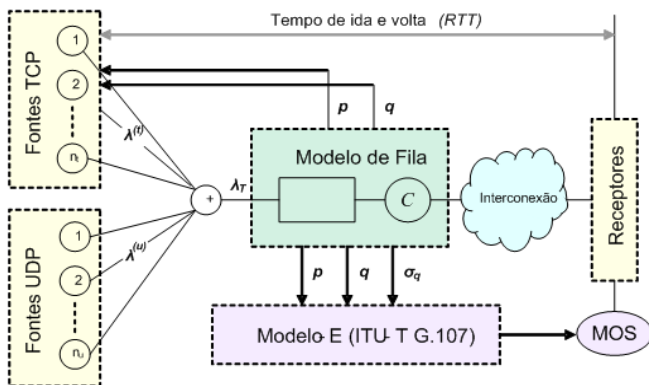 Tempo de ida e volta (RTT)
Fontes TCP
1
2
nₜ
λ⁽ᵗ⁾
p
q
Modelo de Fila
λT
+
C
Interconexão
Receptores
Fontes UDP
1
2
nᵤ
λ⁽ᵘ⁾
p
q
σq
Modelo-E (ITU-T G.107)
MOS